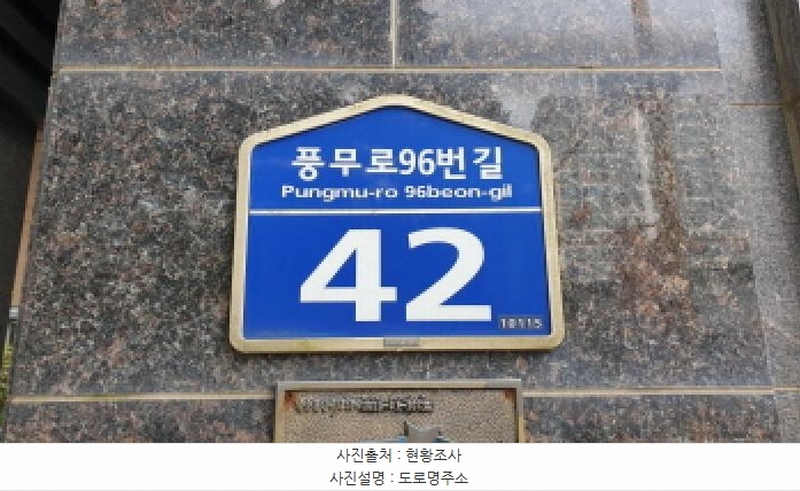 풍무로96번길
Pungmu-ro 96beon-gil
42
10115
사진출처 : 현황조사
사진설명 : 도로명주소